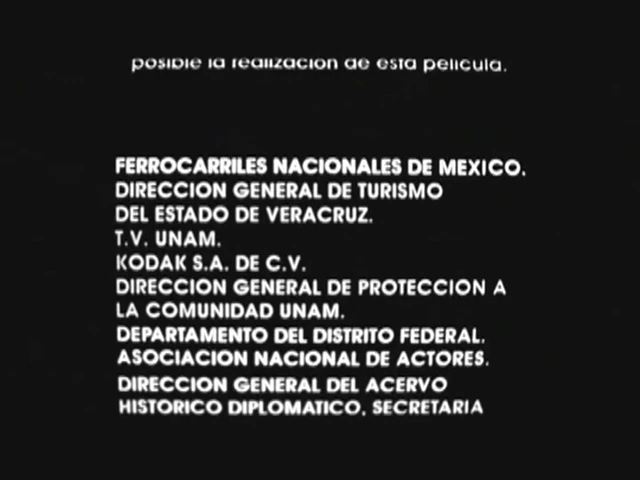 posible la realización de esta película.
FERROCARRILES NACIONALES DE MEXICO.
DIRECCION GENERAL DE TURISMO
DEL ESTADO DE VERACRUZ.
T.V. UNAM.
KODAK S.A. DE C.V.
DIRECCION GENERAL DE PROTECCION A
LA COMUNIDAD UNAM.
DEPARTAMENTO DEL DISTRITO FEDERAL.
ASOCIACION NACIONAL DE ACTORES.
DIRECCION GENERAL DEL ACERVO
HISTORICO DIPLOMATICO. SECRETARIA